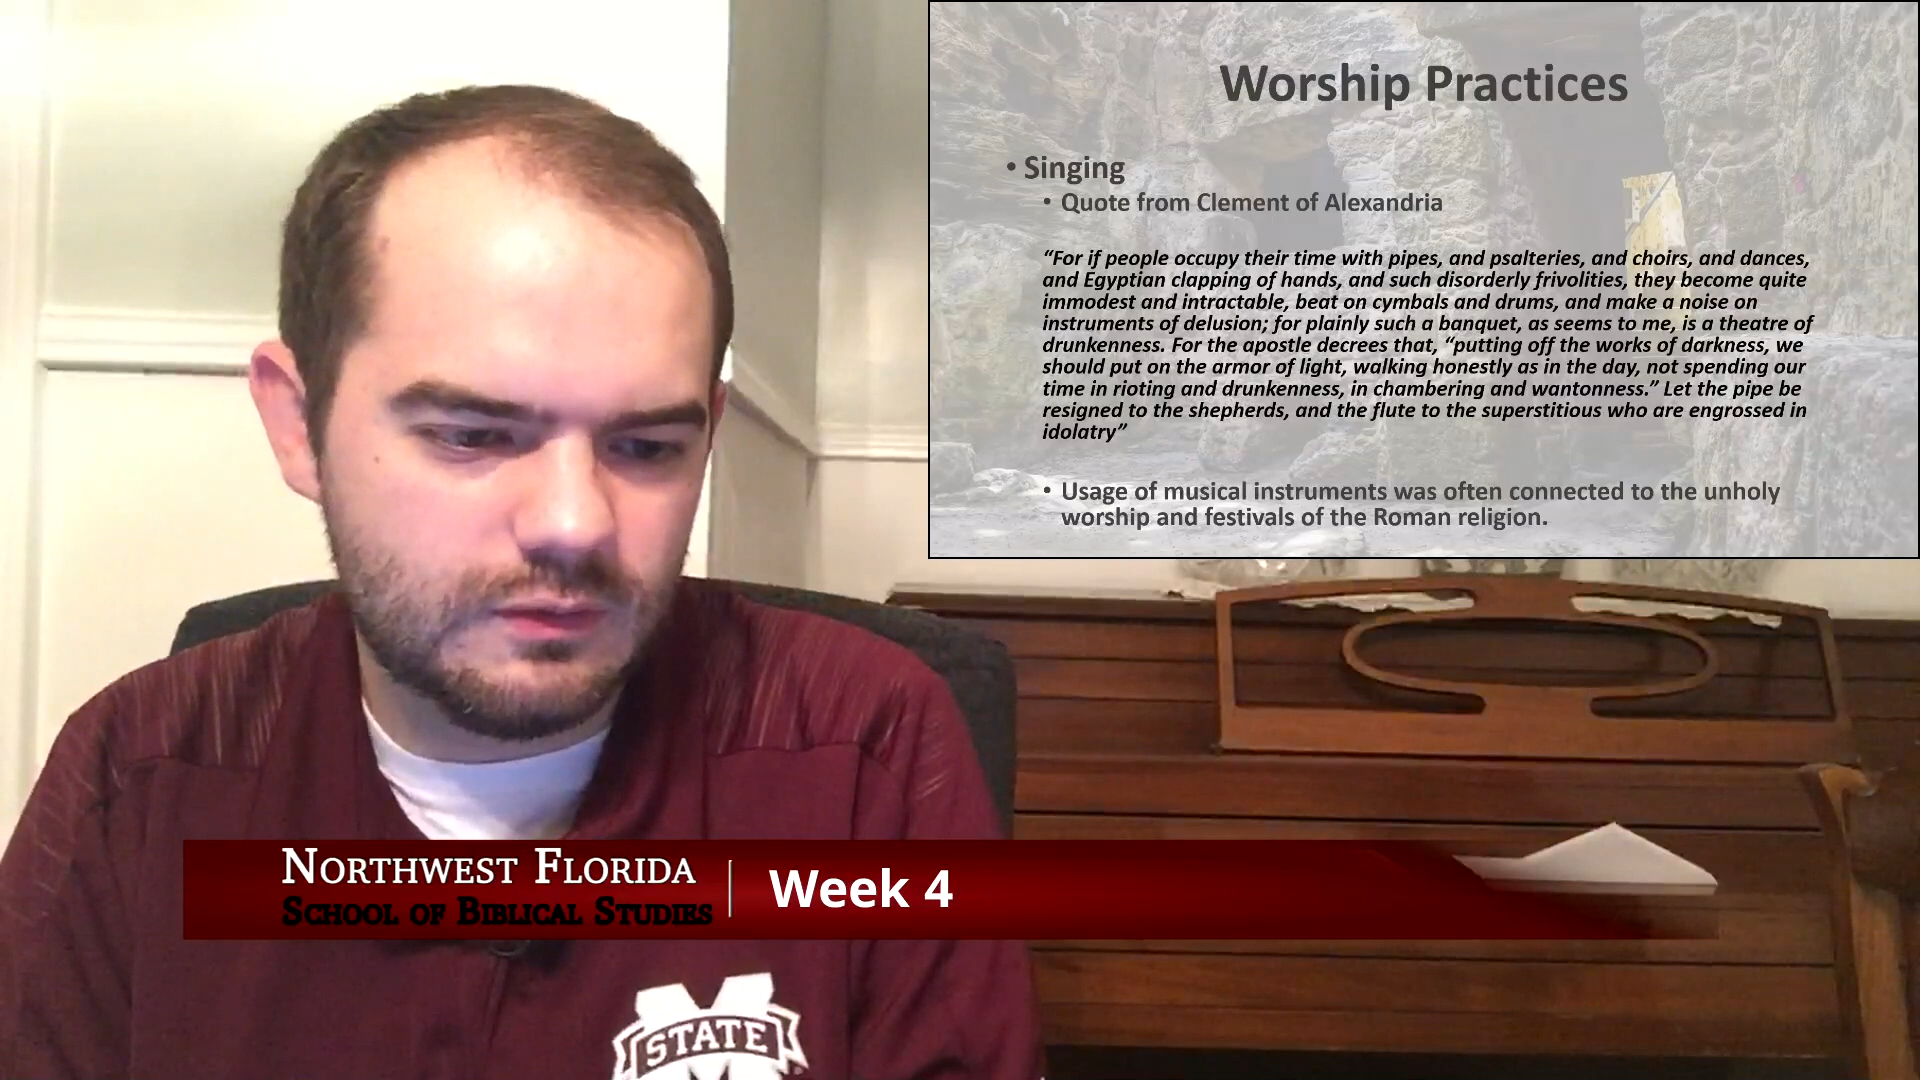 Worship Practices
• Singing
• Quote from Clement of Alexandria
“For if people occupy their time with pipes, and psalteries, and choirs, and dances,
and Egyptian clapping of hands, and such disorderly frivolities, they become quite
immodest and intractable, beat on cymbals and drums, and make a noise on
instruments of delusion; for plainly such a banquet, as seems to me, is a theatre of
drunkenness. For the apostle decrees that, “putting off the works of darkness, we
should put on the armor of light, walking honestly as in the day, not spending our
time in rioting and drunkenness, in chambering and wantonness.” Let the pipe be
resigned to the shepherds, and the flute to the superstitious who are engrossed in
idolatry”
• Usage of musical instruments was often connected to the unholy
worship and festivals of the Roman religion.
Northwest Florida
School of Biblical Studies
Week 4
STATE